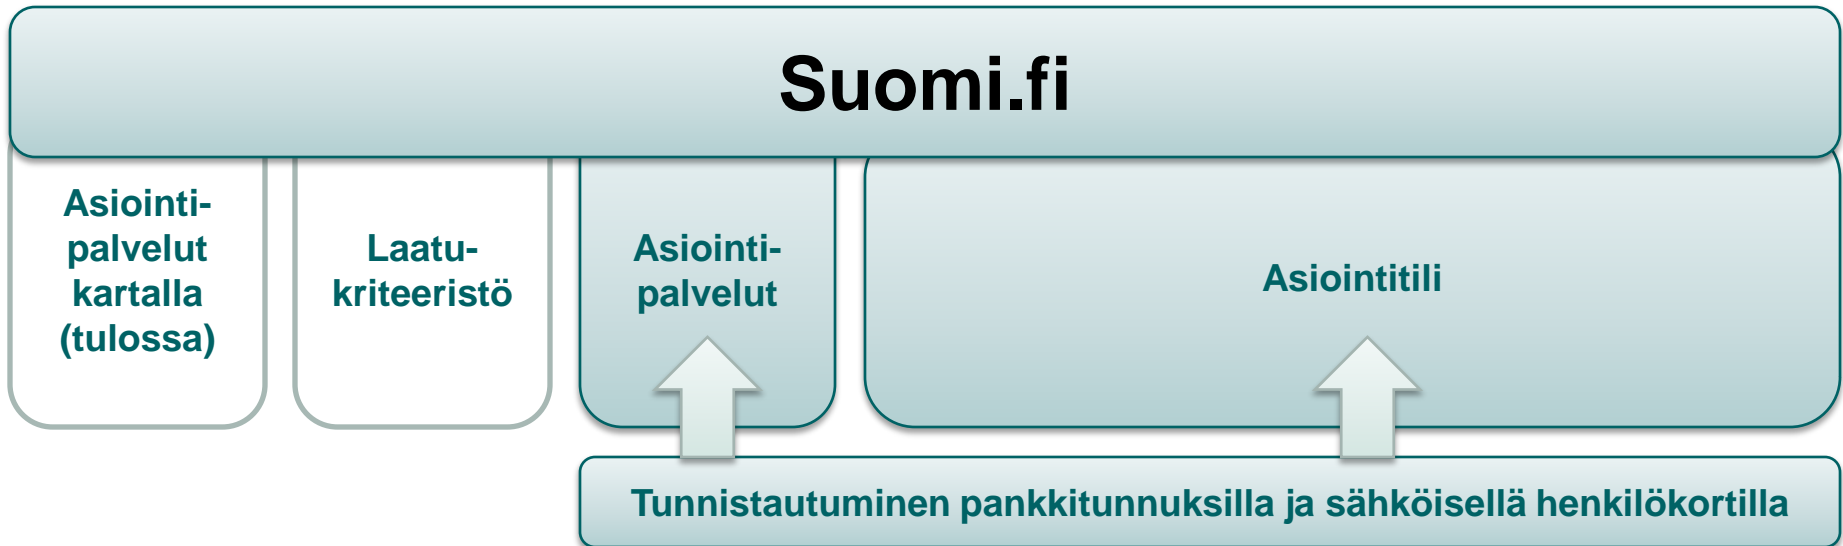 Suomi.fi
Asiointi-
palvelut
kartalla
(tulossa)
Laatu-
kriteeristö
Asiointi-
palvelut
Asiointitili
Tunnistautuminen pankkitunnuksilla ja sähköisellä henkilökortilla